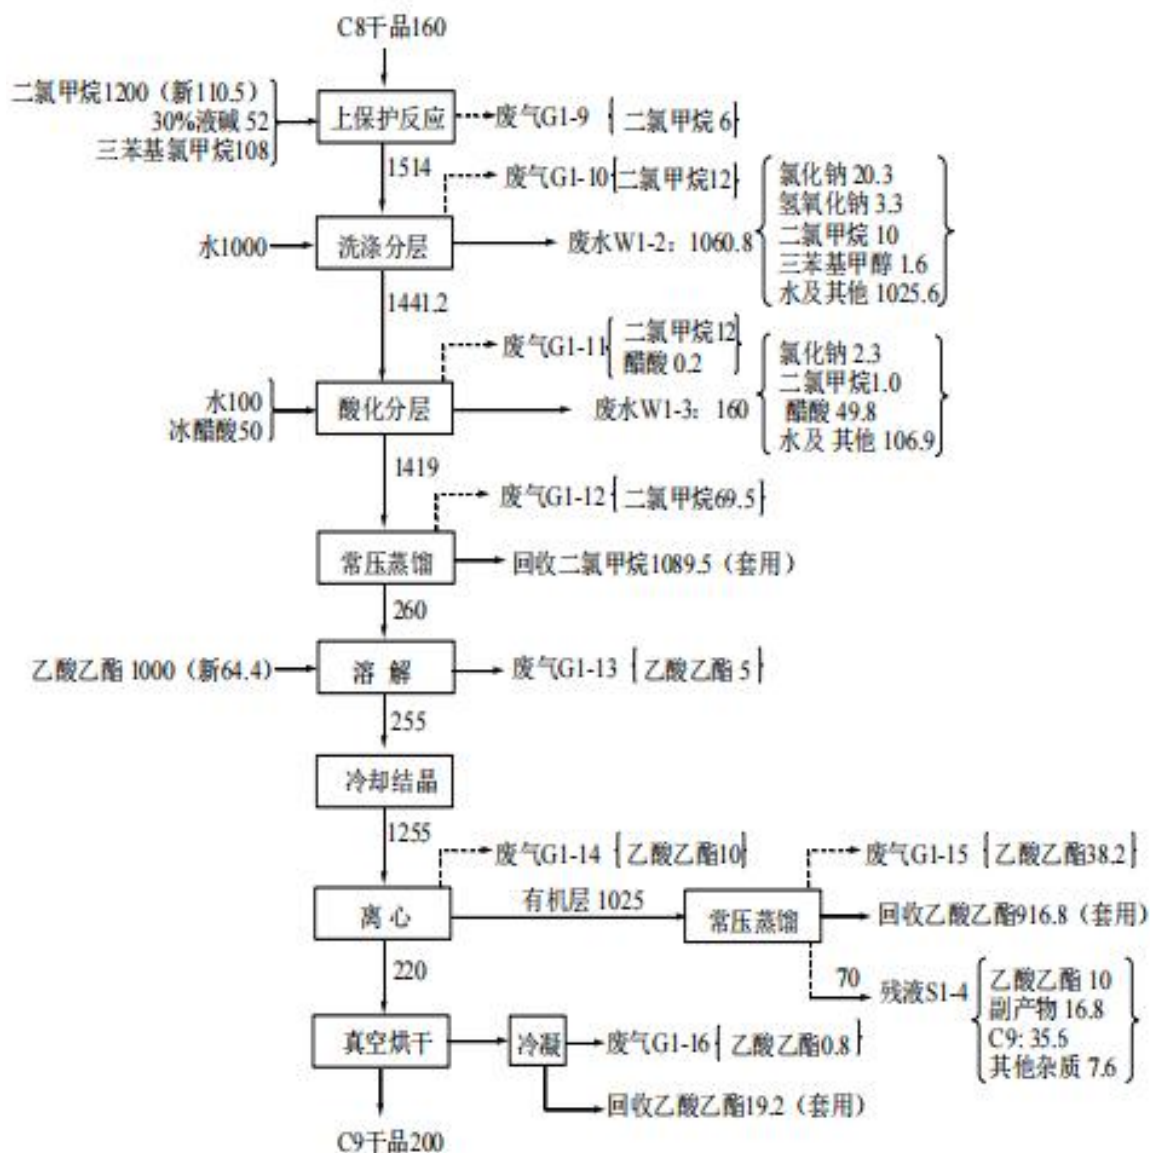 C8干品160
二氯甲烷1200（新110.5）
30%液碱 52
三苯基氯甲烷108
上保护反应
废气G1-9
二氯甲烷 6
1514
废气G1-10
二氯甲烷12
水1000
洗涤分层
废水W1-2：1060.8
氯化钠 20.3
氢氧化钠 3.3
二氯甲烷 10
三苯基甲醇 1.6
水及其他 1025.6
1441.2
废气G1-11
二氯甲烷12
醋酸 0.2
水100
冰醋酸50
酸化分层
废水W1-3：160
氯化钠 2.3
二氯甲烷1.0
醋酸 49.8
水及 其他 106.9
1419
废气G1-12
二氯甲烷69.5
常压蒸馏
回收二氯甲烷1089.5（套用）
260
乙酸乙酯 1000（新64.4）
溶 解
废气G1-13
乙酸乙酯 5
255
冷却结晶
1255
废气G1-14
乙酸乙酯10
废气G1-15
乙酸乙酯38.2
离 心
有机层 1025
常压蒸馏
回收乙酸乙酯916.8（套用）
220
70
残液S1-4
乙酸乙酯 10
副产物 16.8
C9: 35.6
其他杂质 7.6
真空烘干
冷凝
废气G1-16
乙酸乙酯0.8
回收乙酸乙酯19.2（套用）
C9干品200